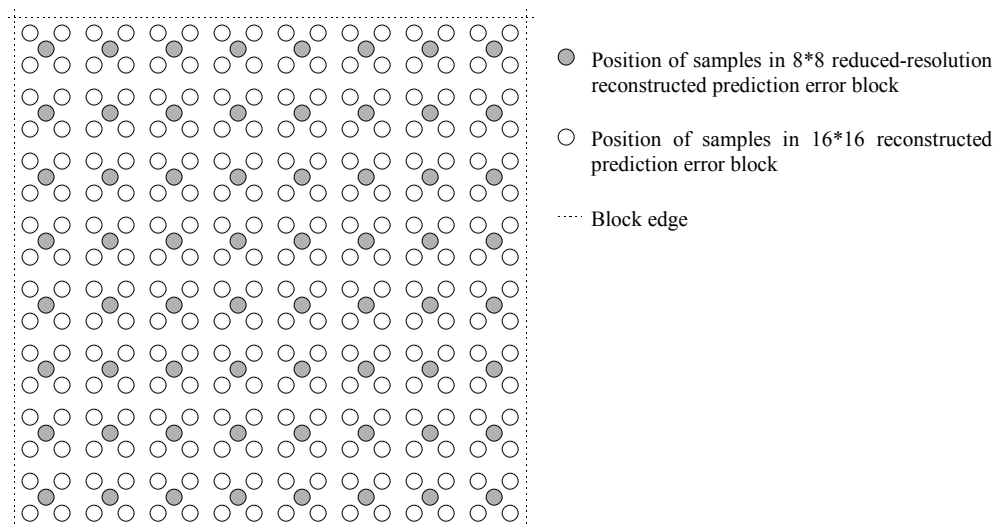 Position of samples in 8*8 reduced-resolution
reconstructed prediction error block
Position of samples in 16*16 reconstructed
prediction error block
Block edge